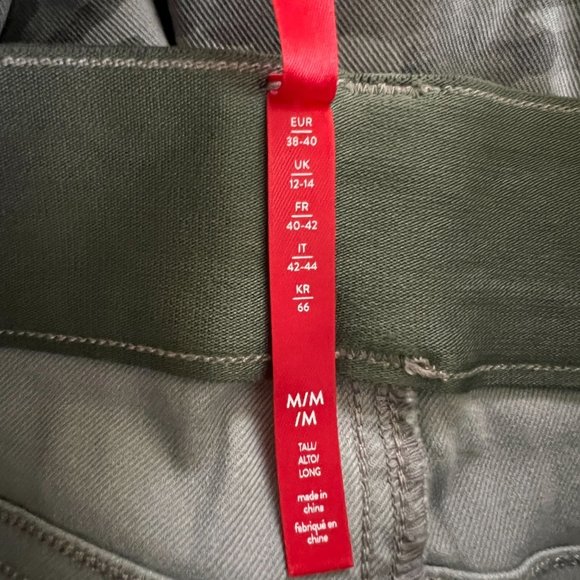 EUR
38-40
UK
12-14
FR
40-42
IT
42-44
KR
66
M/M
/M
TALL/
ALTO/
LONG
made in
china
fabriqué en
chine